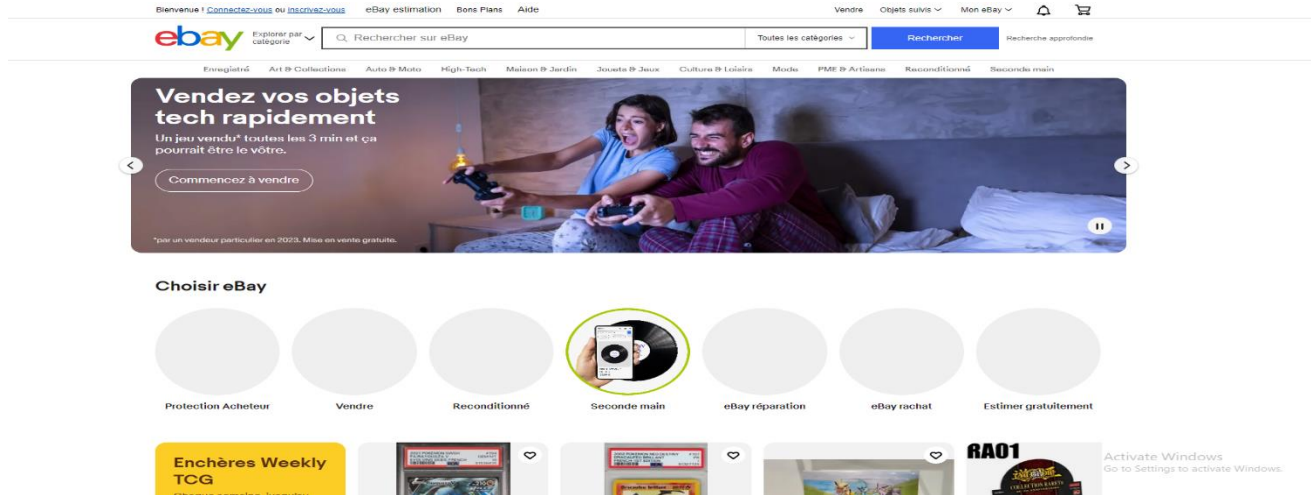 Bienvenue ! Connectez-vous ou inscrivez-vous eBay estimation Bons Plans Aide Vendre Objets suivis Mon eBay
ebay Explorer par catégorie Rechercher sur eBay Toutes les catégories Rechercher Recherche approfondie
Enregistré Art & Collections Auto & Moto High-Tech Maison & Jardin Jouets & Jeux Culture & Loisirs Mode PME & Artisans Reconditionné Seconde main
Vendez vos objets
tech rapidement
Un jeu vendu* toutes les 3 min et ça
pourrait être le vôtre.
Commencez à vendre
*par un vendeur particulier en 2023. Mise en vente gratuite.
Choisir eBay
Protection Acheteur Vendre Reconditionné Seconde main eBay réparation eBay rachat Estimer gratuitement
Enchères Weekly
TCG
RA01
Activate Windows
Go to Settings to activate Windows.